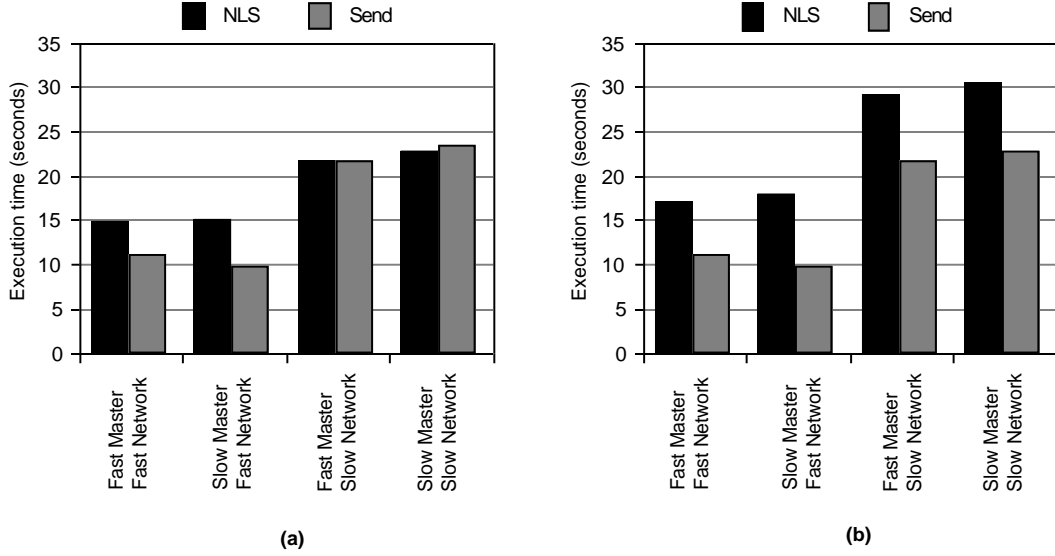 NLS Send
Execution time (seconds)
35
30
25
20
15
10
5
0
Fast Master
Fast Network
Slow Master
Fast Network
Fast Master
Slow Network
Slow Master
Slow Network
(a)
NLS Send
Execution time (seconds)
35
30
25
20
15
10
5
0
Fast Master
Fast Network
Slow Master
Fast Network
Fast Master
Slow Network
Slow Master
Slow Network
(b)